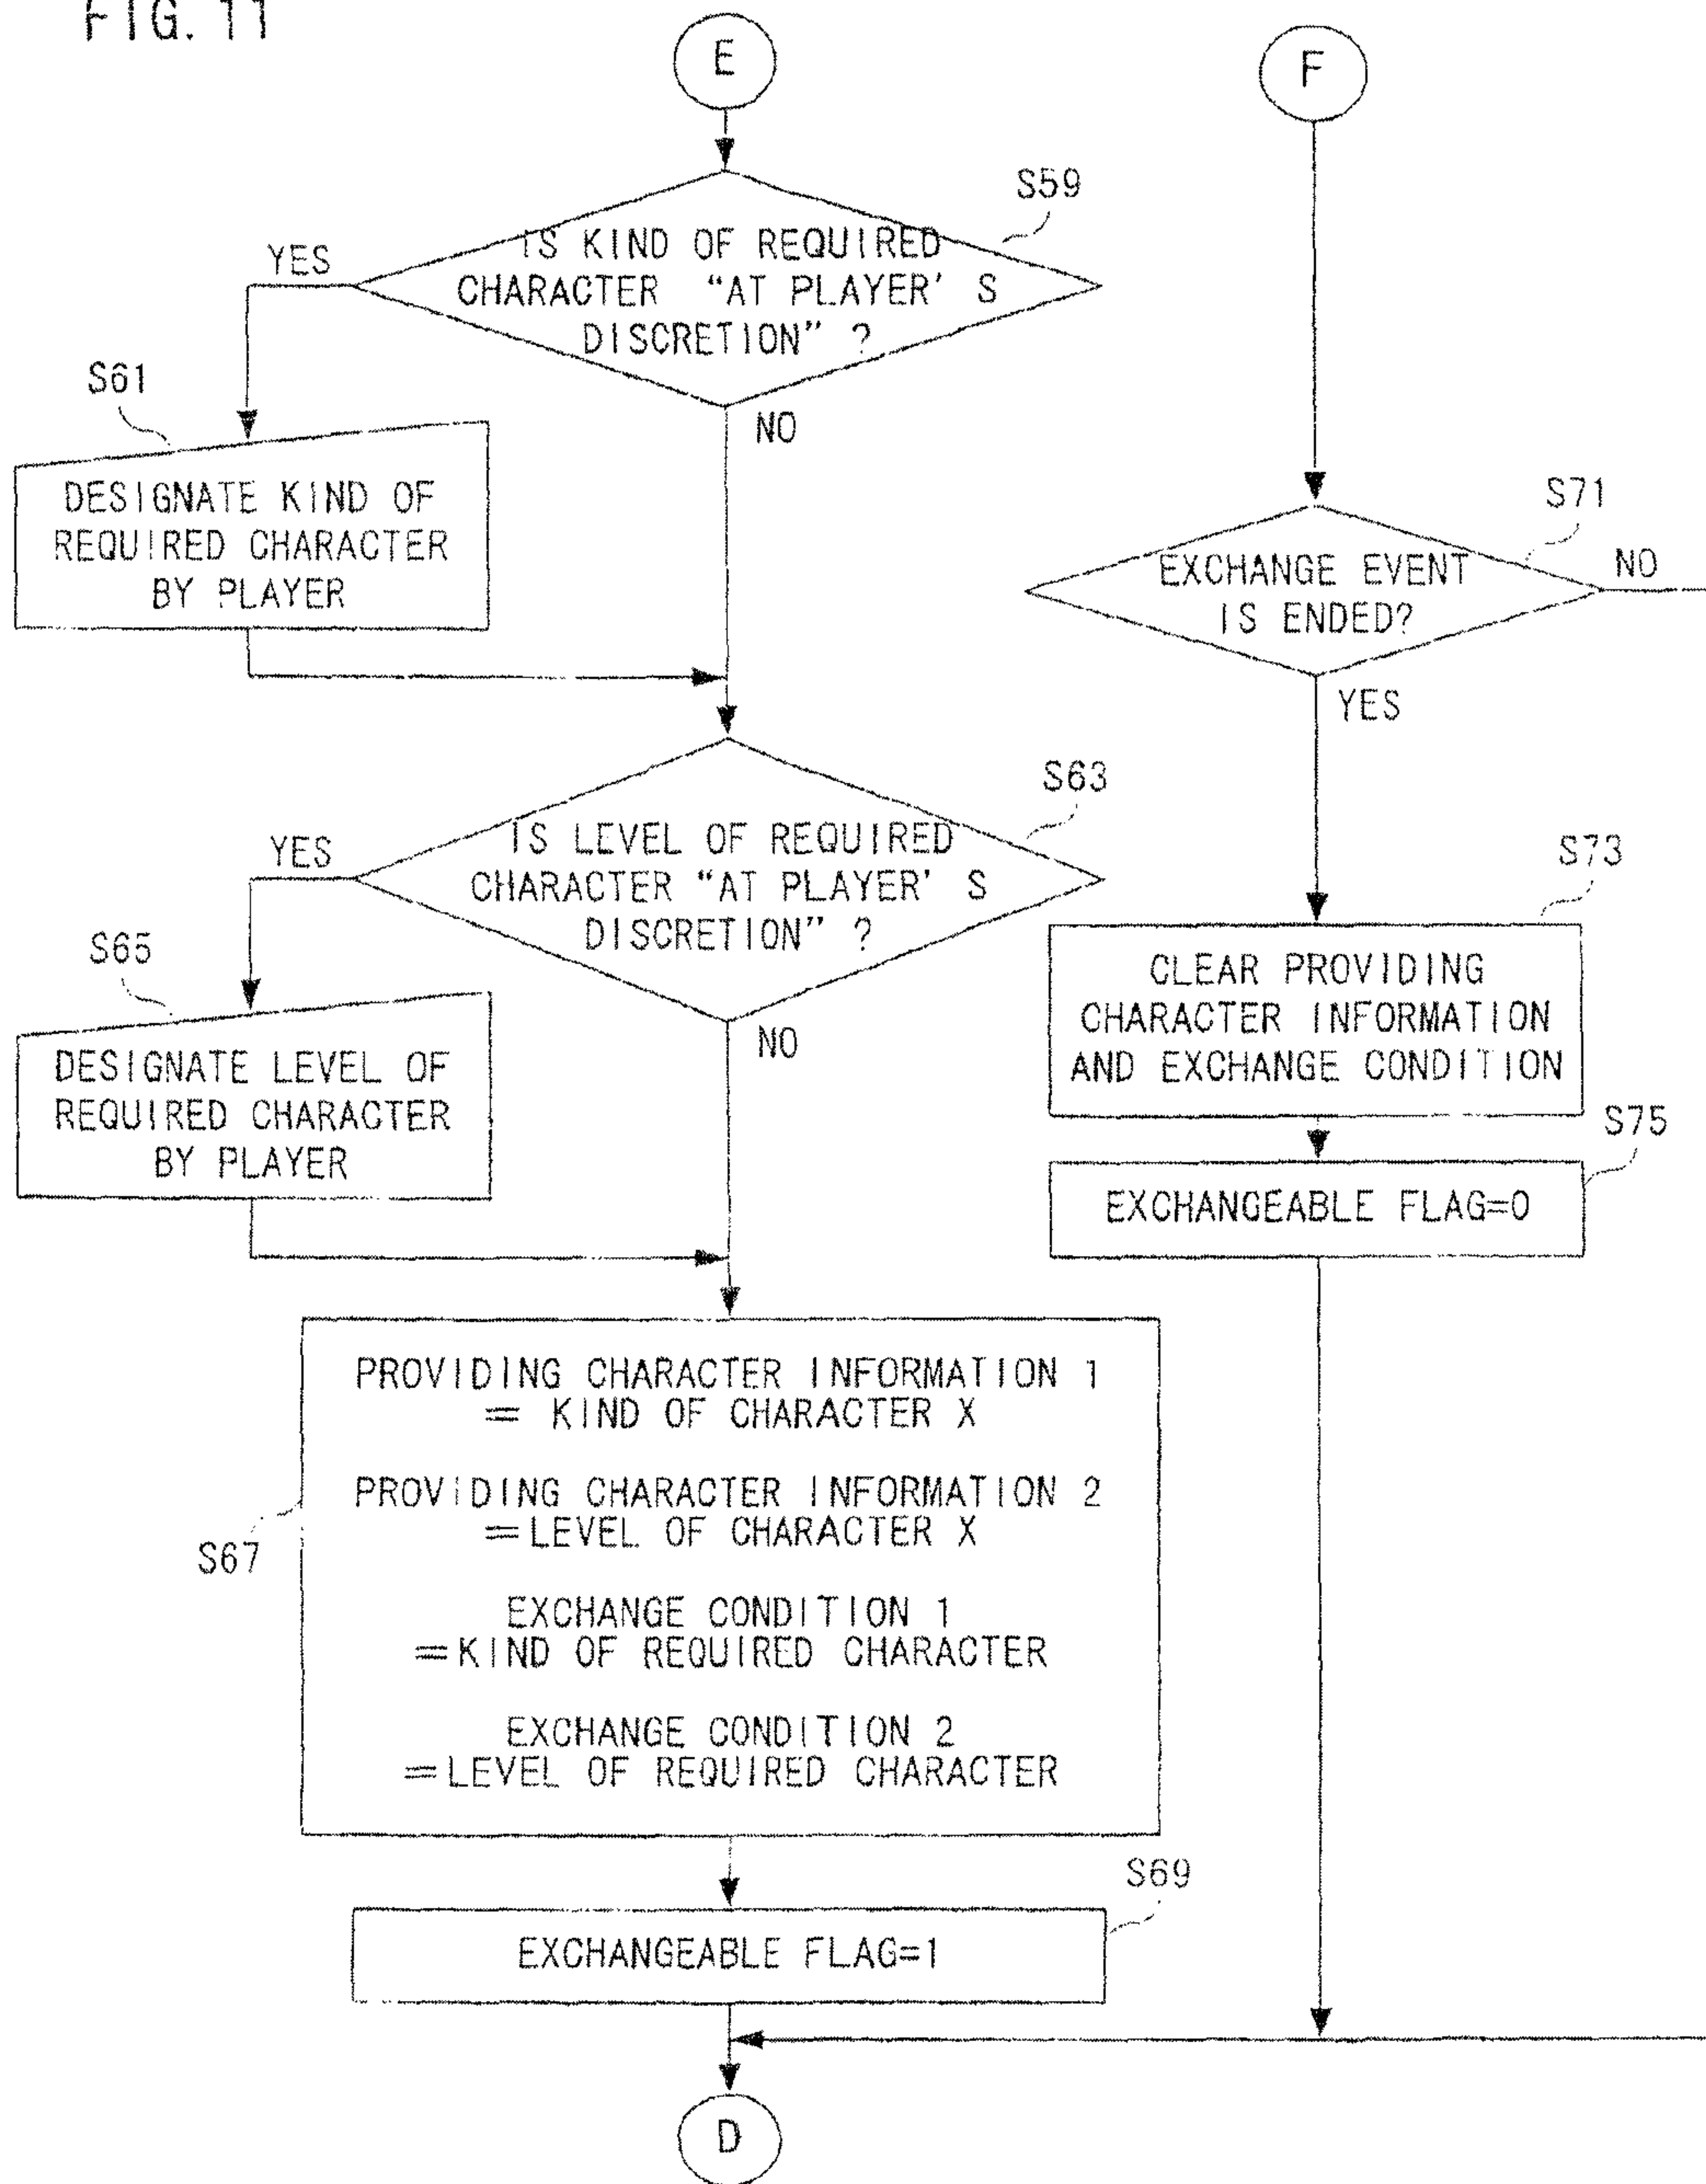 FIG. 11
E
S59
IS KIND OF REQUIRED
CHARACTER "AT PLAYER' S
DISCRETION" ?
YES
NO
S61
DESIGNATE KIND OF
REQUIRED CHARACTER
BY PLAYER
S63
IS LEVEL OF REQUIRED
CHARACTER "AT PLAYER' S
DISCRETION" ?
YES
NO
S65
DESIGNATE LEVEL OF
REQUIRED CHARACTER
BY PLAYER
S67
PROVIDING CHARACTER INFORMATION 1
= KIND OF CHARACTER X
PROVIDING CHARACTER INFORMATION 2
=LEVEL OF CHARACTER X
EXCHANGE CONDITION 1
=KIND OF REQUIRED CHARACTER
EXCHANGE CONDITION 2
=LEVEL OF REQUIRED CHARACTER
S69
EXCHANGEABLE FLAG=1
D
F
S71
EXCHANGE EVENT
IS ENDED?
NO
YES
S73
CLEAR PROVIDING
CHARACTER INFORMATION
AND EXCHANGE CONDITION
S75
EXCHANGEABLE FLAG=0